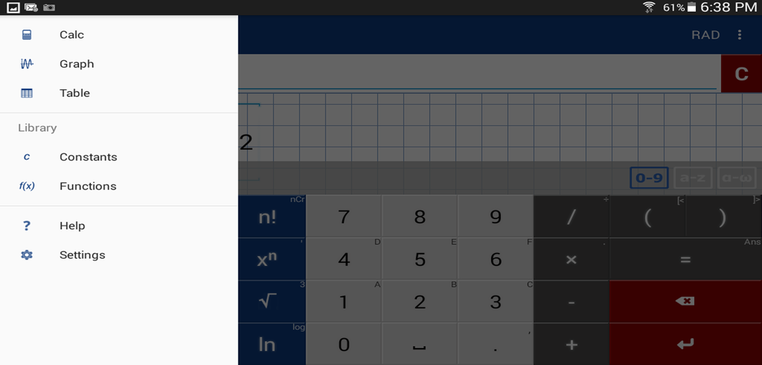 61% 6:38 PM
Calc
RAD
Graph
C
Table
Library
2
c Constants
0-9 a-z α-ω
f(x) Functions
nCr ÷ [< ]>
n! 7 8 9 / ( )
? Help
' D E F , Ans
Settings
xⁿ 4 5 6 × =
3 A B C
√ 1 2 3 -
log ,
ln 0 . +